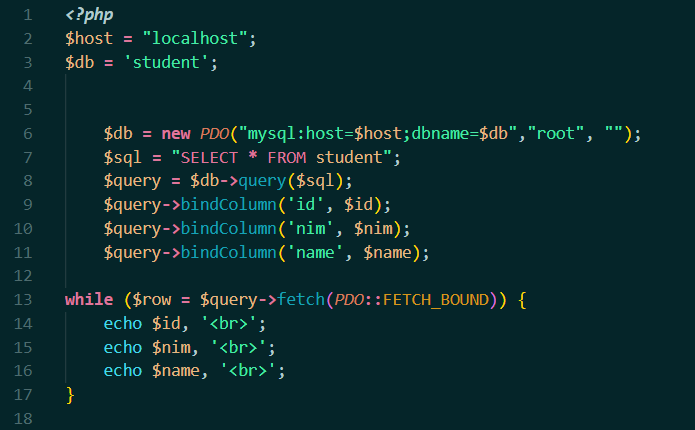 1 <?php
2 $host = "localhost";
3 $db = 'student';
4
5
6 $db = new PDO("mysql:host=$host;dbname=$db","root", "");
7 $sql = "SELECT * FROM student";
8 $query = $db->query($sql);
9 $query->bindColumn('id', $id);
10 $query->bindColumn('nim', $nim);
11 $query->bindColumn('name', $name);
12
13 while ($row = $query->fetch(PDO::FETCH_BOUND)) {
14 echo $id, '<br>';
15 echo $nim, '<br>';
16 echo $name, '<br>';
17 }
18